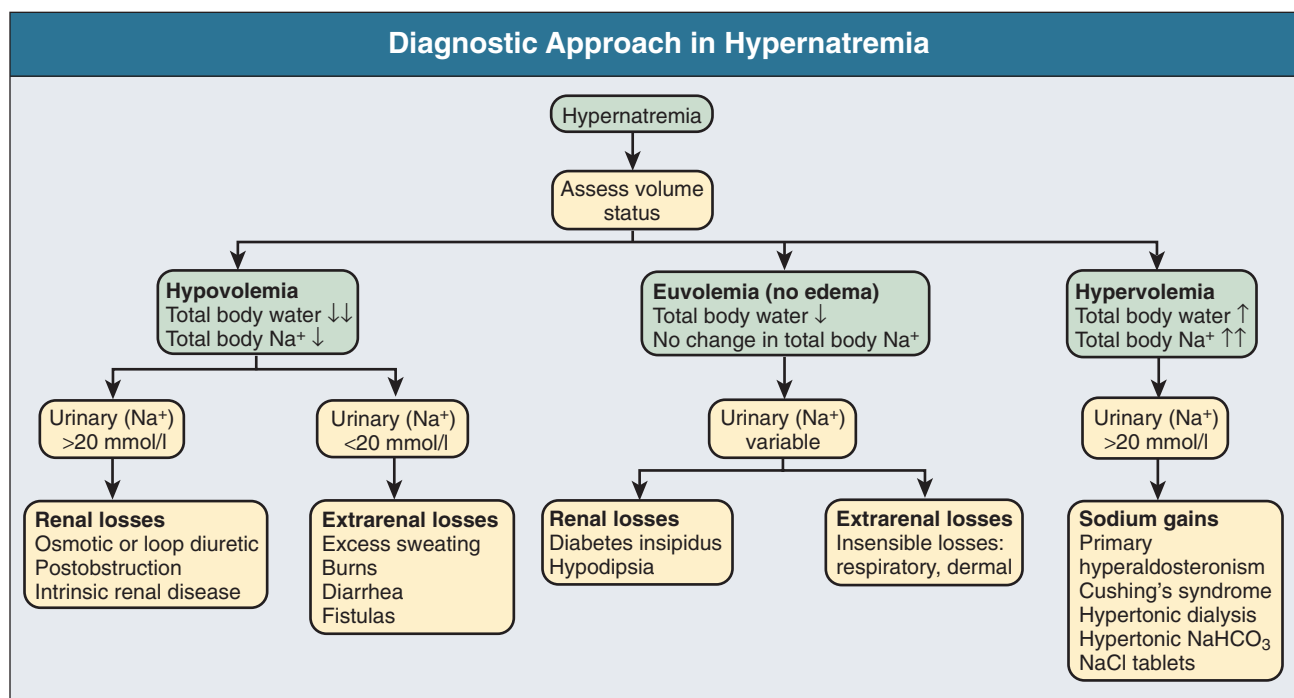 Diagnostic Approach in Hypernatremia
Hypernatremia
Assess volume
status
Hypovolemia
Total body water ↓↓
Total body Na⁺ ↓
Euvolemia (no edema)
Total body water ↓
No change in total body Na⁺
Hypervolemia
Total body water ↑
Total body Na⁺ ↑↑
Urinary (Na⁺)
>20 mmol/l
Urinary (Na⁺)
<20 mmol/l
Urinary (Na⁺)
variable
Urinary (Na⁺)
>20 mmol/l
Renal losses
Osmotic or loop diuretic
Postobstruction
Intrinsic renal disease
Extrarenal losses
Excess sweating
Burns
Diarrhea
Fistulas
Renal losses
Diabetes insipidus
Hypodipsia
Extrarenal losses
Insensible losses:
respiratory, dermal
Sodium gains
Primary
hyperaldosteronism
Cushing's syndrome
Hypertonic dialysis
Hypertonic NaHCO₃
NaCl tablets